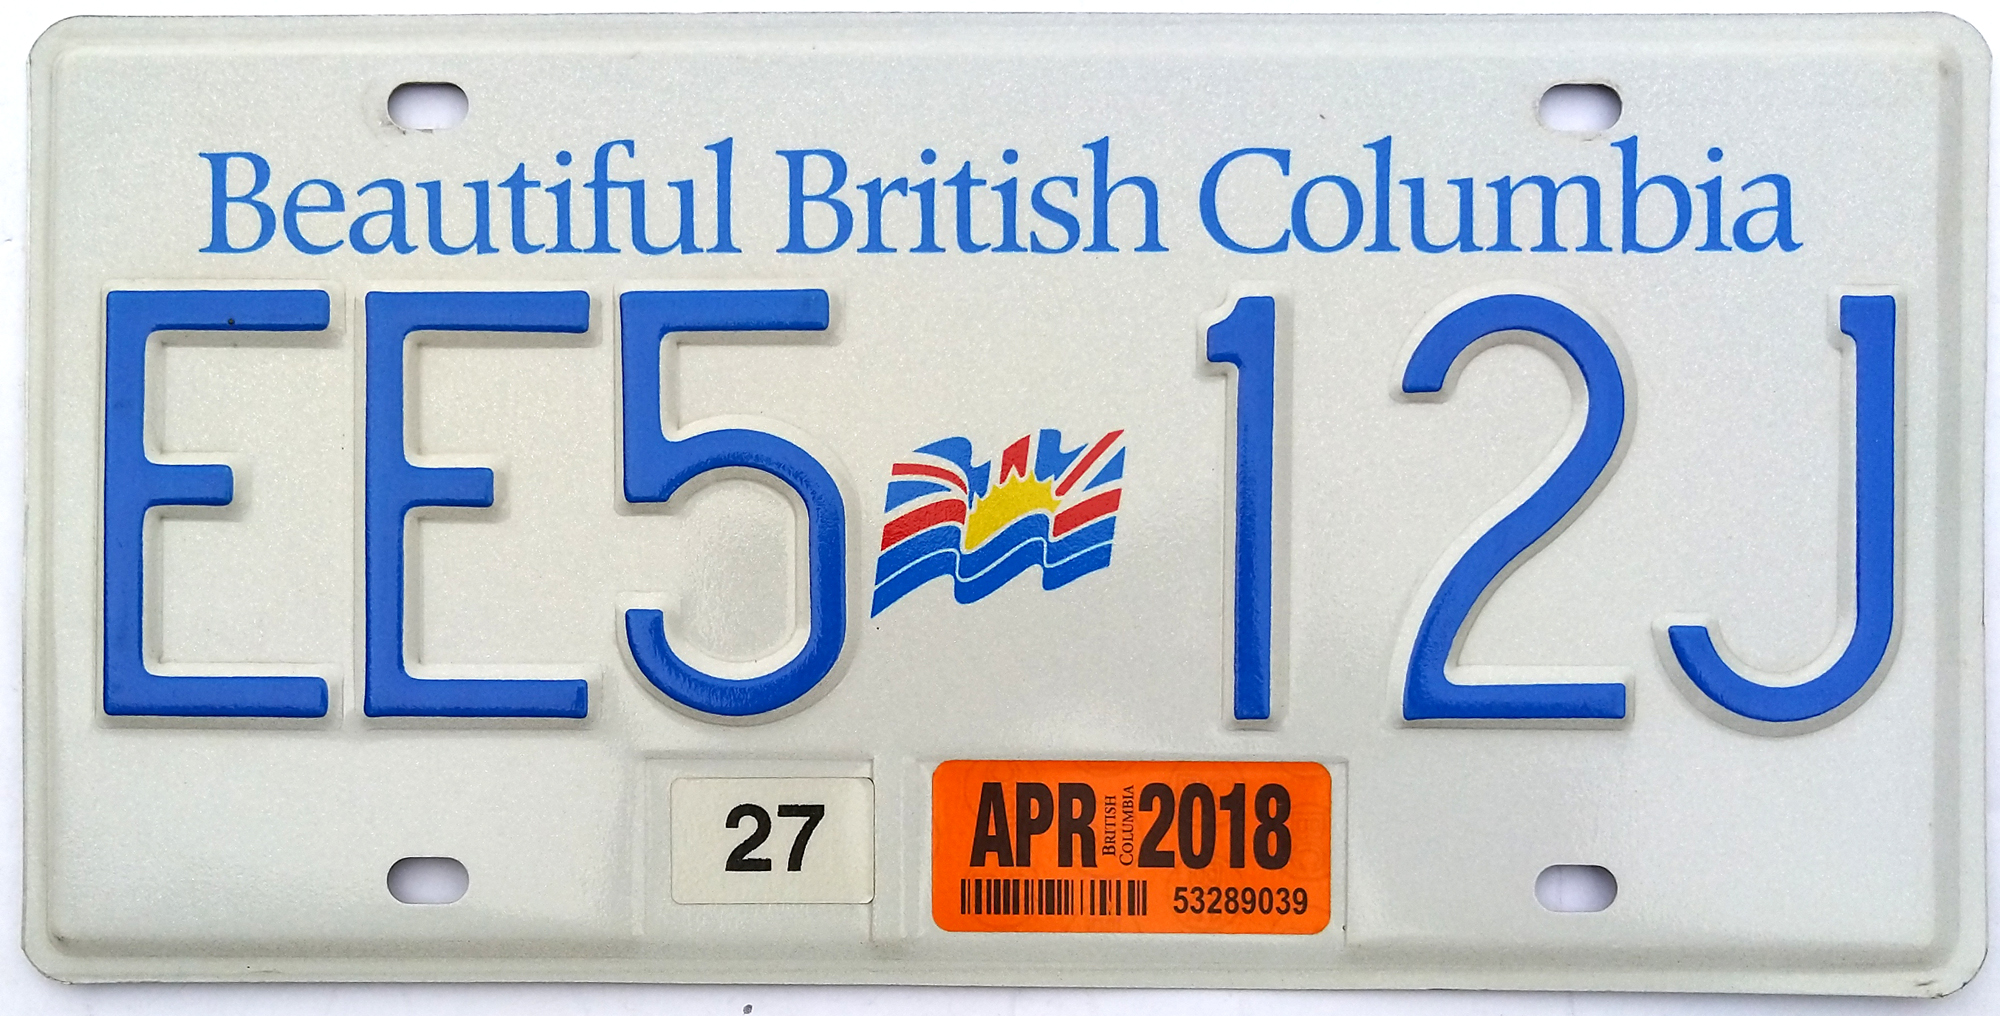 Beautiful British Columbia
EE5 12J
27
APR BRITISH COLUMBIA 2018
53289039